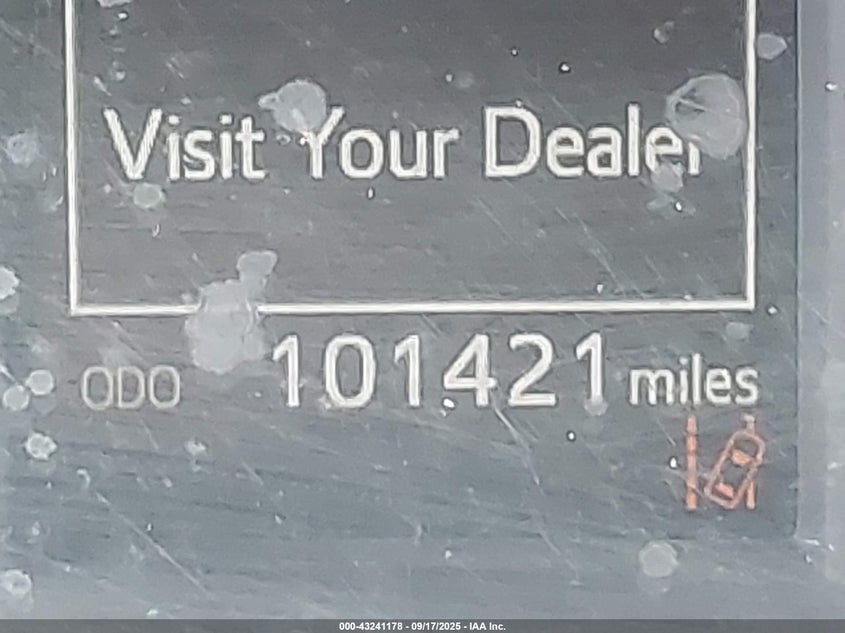 Visit Your Dealer
ODO 101421 miles
000-43241178 - 09/17/2025 - IAA Inc.